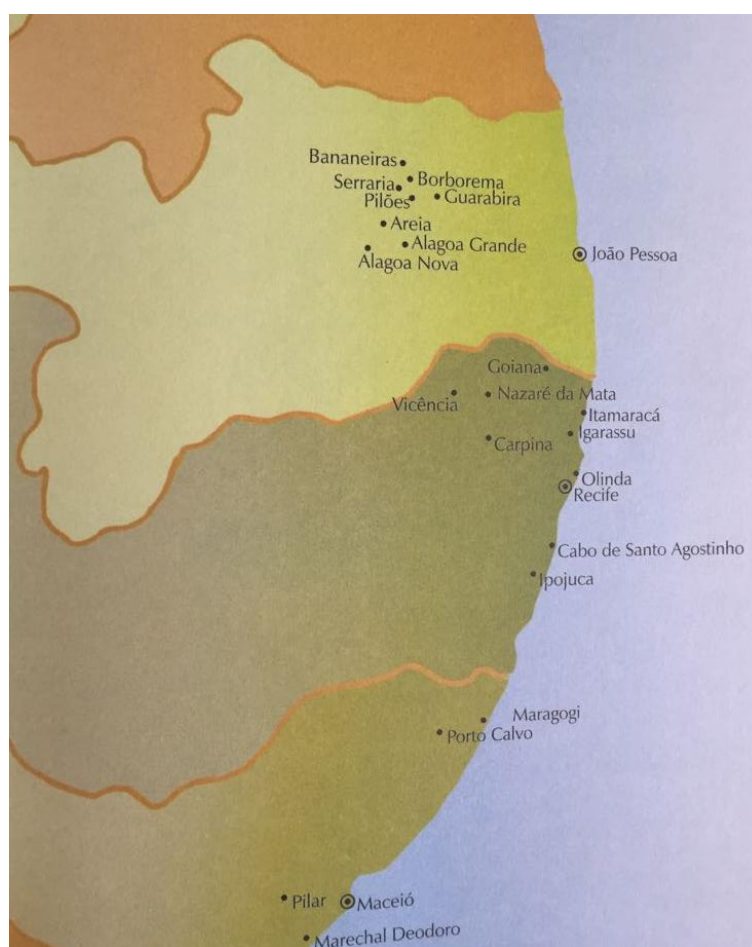 Bananeiras
Borborema
Serraria
Pilões
Guarabira
Areia
Alagoa Grande
Alagoa Nova
João Pessoa
Goiana
Vicência
Nazaré da Mata
Itamaracá
Igarassu
Carpina
Olinda
Recife
Cabo de Santo Agostinho
Ipojuca
Maragogi
Porto Calvo
Pilar
Maceió
Marechal Deodoro